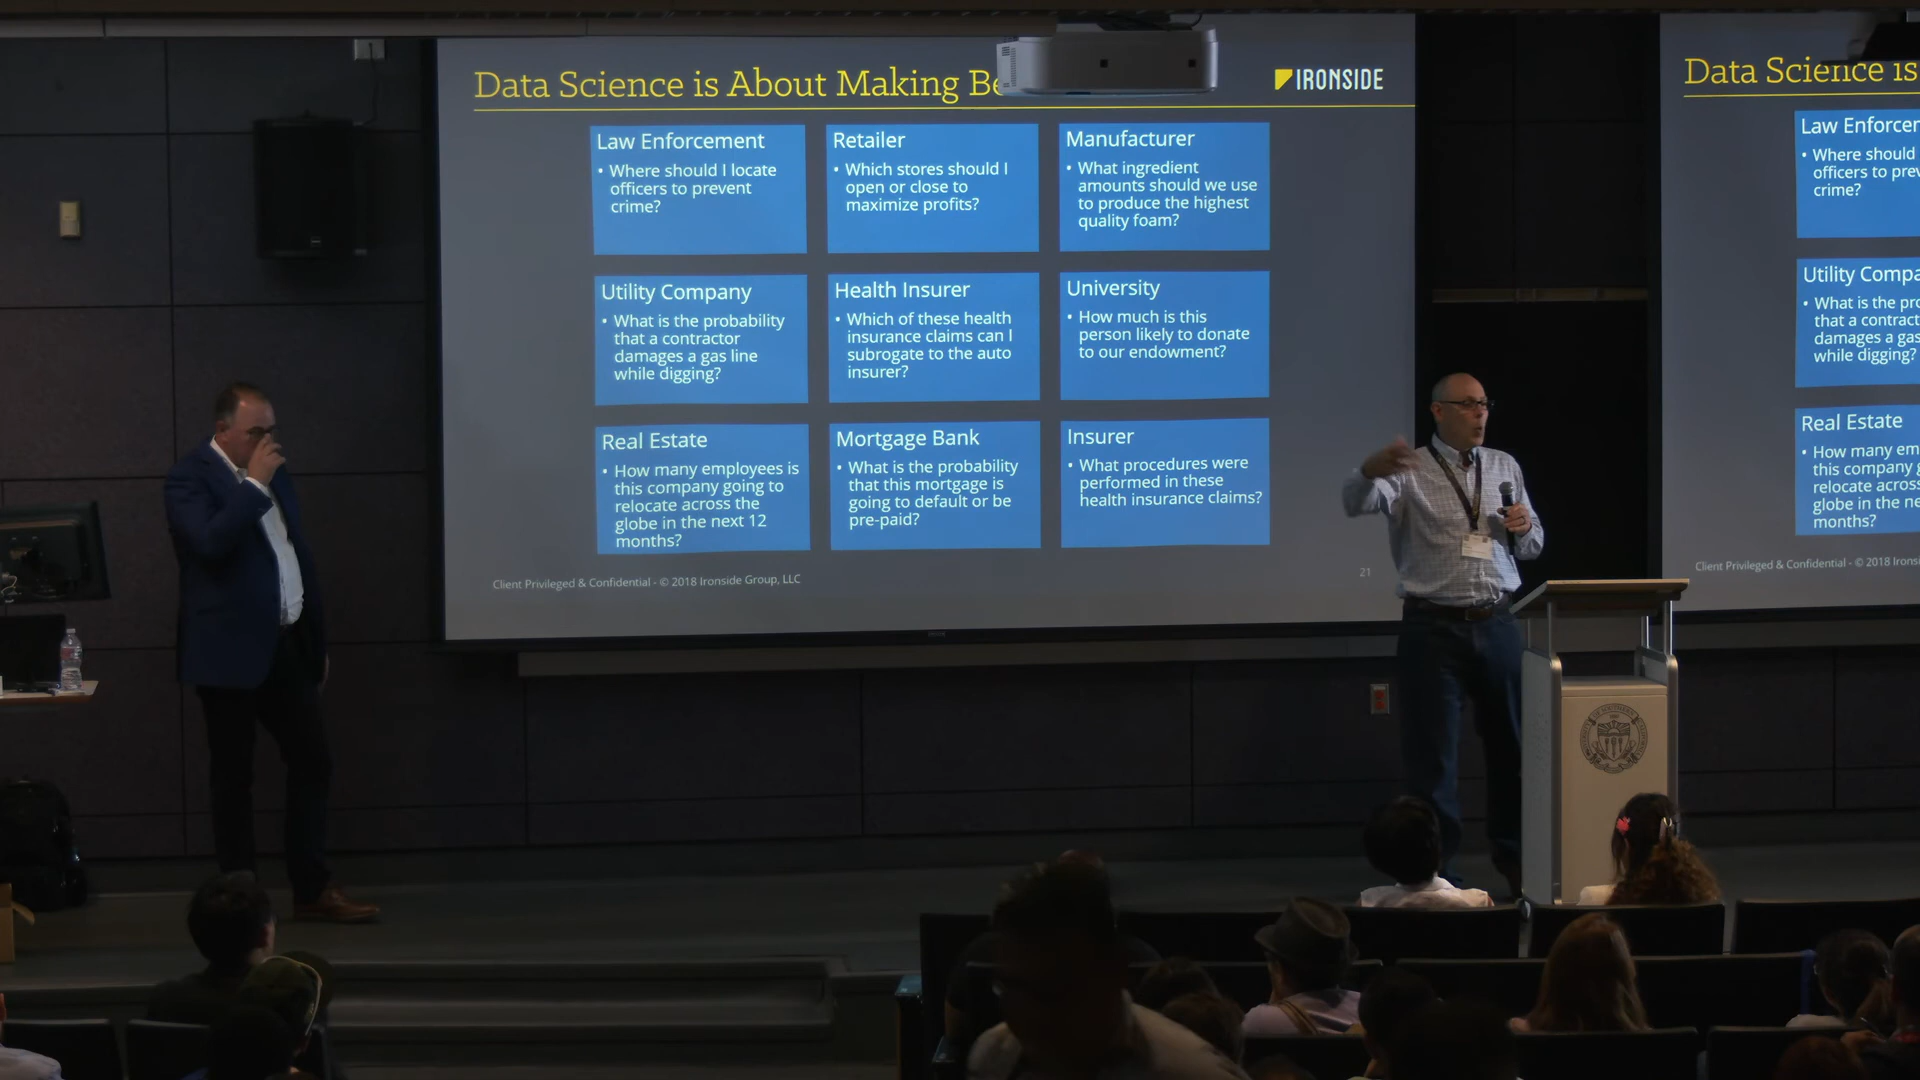 Data Science is About Making
IRONSIDE
Law Enforcement
• Where should I locate
officers to prevent
crime?
Retailer
• Which stores should I
open or close to
maximize profits?
Manufacturer
• What ingredient
amounts should we use
to produce the highest
quality foam?
Utility Company
• What is the probability
that a contractor
damages a gas line
while digging?
Health Insurer
• Which of these health
insurance claims can I
subrogate to the auto
insurer?
University
• How much is this
person likely to donate
to our endowment?
Real Estate
• How many employees is
this company going to
relocate across the
globe in the next 12
months?
Mortgage Bank
• What is the probability
that this mortgage is
going to default or be
pre-paid?
Insurer
• What procedures were
performed in these
health insurance claims?
Client Privileged & Confidential - © 2018 Ironside Group, LLC
21
Data Science is
Law Enforcer
• Where should
officers to prev
crime?
Utility Compa
• What is the pro
that a contract
damages a gas
while digging?
Real Estate
• How many em
this company g
relocate across
globe in the ne
months?
Client Privileged & Confidential - © 2018 Irons